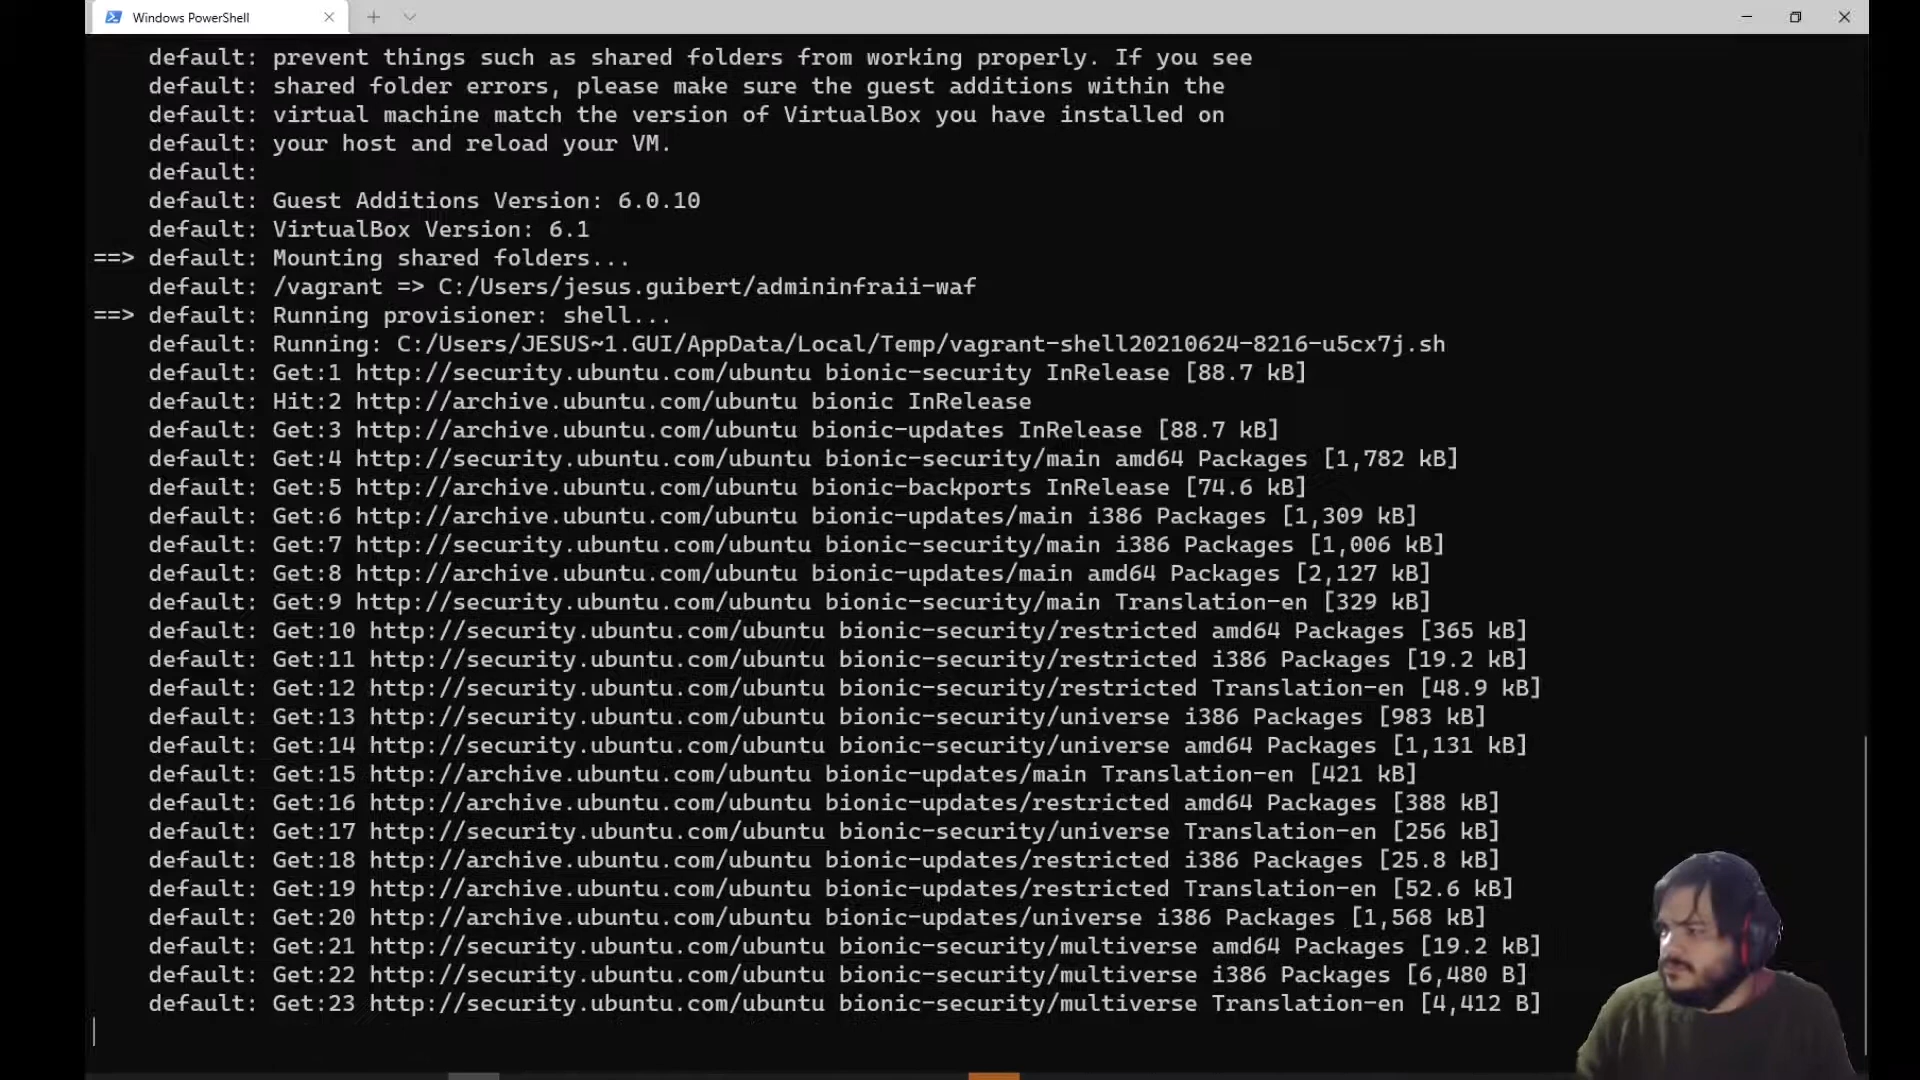 Windows PowerShell
default: prevent things such as shared folders from working properly. If you see
default: shared folder errors, please make sure the guest additions within the
default: virtual machine match the version of VirtualBox you have installed on
default: your host and reload your VM.
default:
default: Guest Additions Version: 6.0.10
default: VirtualBox Version: 6.1
==> default: Mounting shared folders...
default: /vagrant => C:/Users/jesus.guibert/admininfraii-waf
==> default: Running provisioner: shell...
default: Running: C:/Users/JESUS~1.GUI/AppData/Local/Temp/vagrant-shell20210624-8216-u5cx7j.sh
default: Get:1 http://security.ubuntu.com/ubuntu bionic-security InRelease [88.7 kB]
default: Hit:2 http://archive.ubuntu.com/ubuntu bionic InRelease
default: Get:3 http://archive.ubuntu.com/ubuntu bionic-updates InRelease [88.7 kB]
default: Get:4 http://security.ubuntu.com/ubuntu bionic-security/main amd64 Packages [1,782 kB]
default: Get:5 http://archive.ubuntu.com/ubuntu bionic-backports InRelease [74.6 kB]
default: Get:6 http://archive.ubuntu.com/ubuntu bionic-updates/main i386 Packages [1,309 kB]
default: Get:7 http://security.ubuntu.com/ubuntu bionic-security/main i386 Packages [1,006 kB]
default: Get:8 http://archive.ubuntu.com/ubuntu bionic-updates/main amd64 Packages [2,127 kB]
default: Get:9 http://security.ubuntu.com/ubuntu bionic-security/main Translation-en [329 kB]
default: Get:10 http://security.ubuntu.com/ubuntu bionic-security/restricted amd64 Packages [365 kB]
default: Get:11 http://security.ubuntu.com/ubuntu bionic-security/restricted i386 Packages [19.2 kB]
default: Get:12 http://security.ubuntu.com/ubuntu bionic-security/restricted Translation-en [48.9 kB]
default: Get:13 http://security.ubuntu.com/ubuntu bionic-security/universe i386 Packages [983 kB]
default: Get:14 http://security.ubuntu.com/ubuntu bionic-security/universe amd64 Packages [1,131 kB]
default: Get:15 http://archive.ubuntu.com/ubuntu bionic-updates/main Translation-en [421 kB]
default: Get:16 http://archive.ubuntu.com/ubuntu bionic-updates/restricted amd64 Packages [388 kB]
default: Get:17 http://security.ubuntu.com/ubuntu bionic-security/universe Translation-en [256 kB]
default: Get:18 http://archive.ubuntu.com/ubuntu bionic-updates/restricted i386 Packages [25.8 kB]
default: Get:19 http://archive.ubuntu.com/ubuntu bionic-updates/restricted Translation-en [52.6 kB]
default: Get:20 http://archive.ubuntu.com/ubuntu bionic-updates/universe i386 Packages [1,568 kB]
default: Get:21 http://security.ubuntu.com/ubuntu bionic-security/multiverse amd64 Packages [19.2 kB]
default: Get:22 http://security.ubuntu.com/ubuntu bionic-security/multiverse i386 Packages [6,480 B]
default: Get:23 http://security.ubuntu.com/ubuntu bionic-security/multiverse Translation-en [4,412 B]